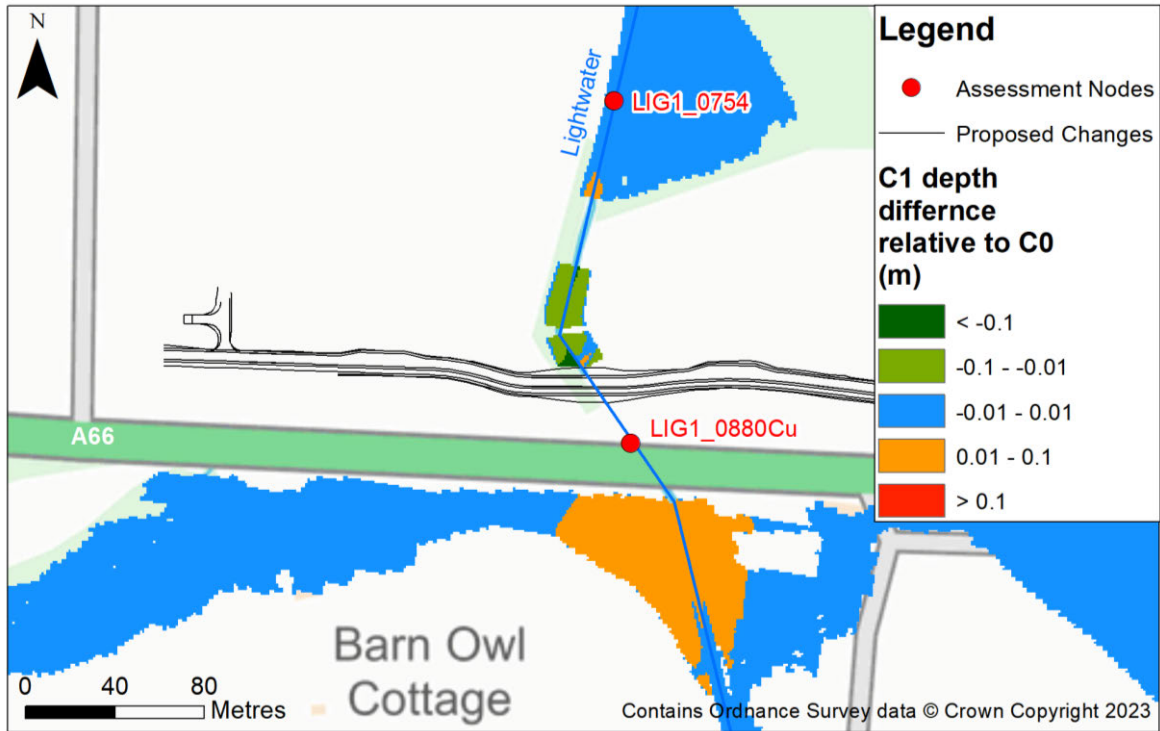 N
Lightwater
LIG1_0754
LIG1_0880Cu
A66
Barn Owl
Cottage
0 40 80
Metres
Contains Ordnance Survey data © Crown Copyright 2023
Legend
Assessment Nodes
Proposed Changes
C1 depth
differnce
relative to C0
(m)
< -0.1
-0.1 - -0.01
-0.01 - 0.01
0.01 - 0.1
> 0.1